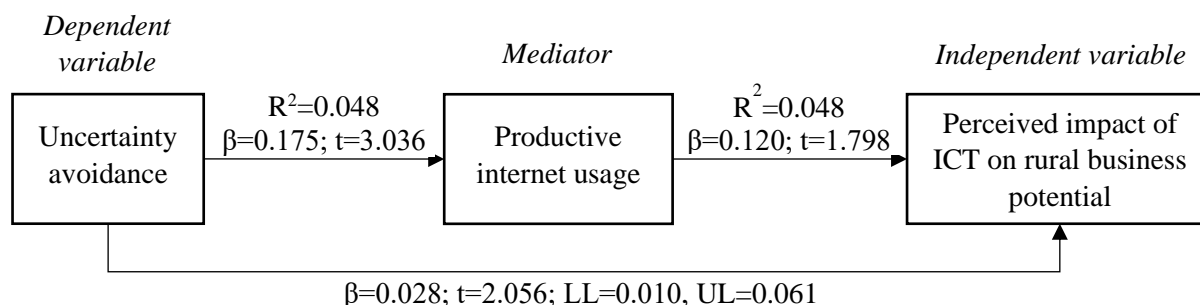 Dependent
variable
Mediator
Independent variable
Uncertainty
avoidance
R²=0.048
β=0.175; t=3.036
Productive
internet usage
R²=0.048
β=0.120; t=1.798
Perceived impact of
ICT on rural business
potential
β=0.028; t=2.056; LL=0.010, UL=0.061